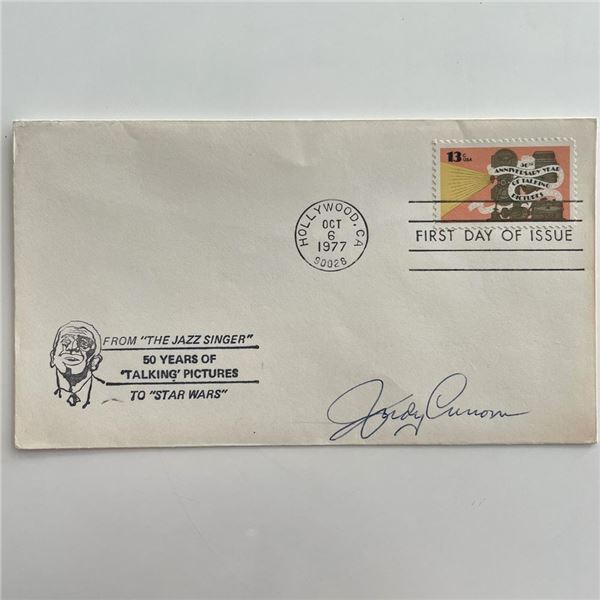 13c
USA
50TH
ANNIVERSARY YEAR
OF TALKING
PICTURES
HOLLYWOOD, CA
OCT
6
1977
90028
FIRST DAY OF ISSUE
FROM "THE JAZZ SINGER"
50 YEARS OF
'TALKING' PICTURES
TO "STAR WARS"